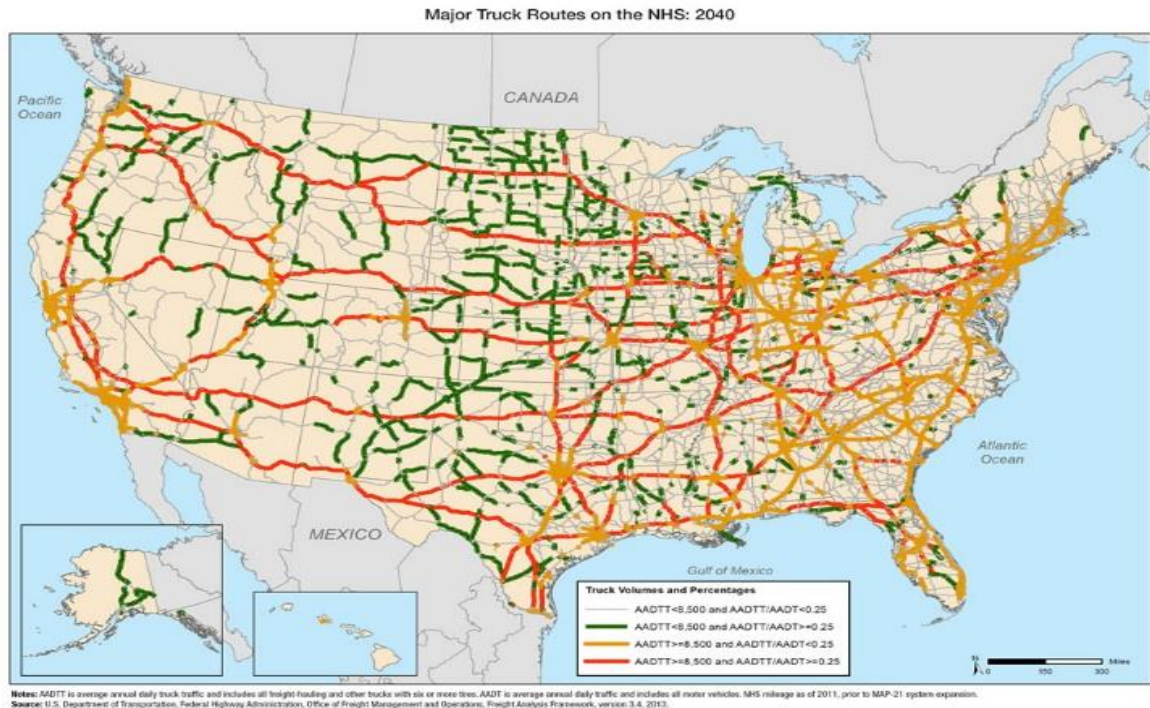 Major Truck Routes on the NHS: 2040
Pacific
Ocean
CANADA
Atlantic
Ocean
MEXICO
Gulf of Mexico
Truck Volumes and Percentages
AADTT<8,500 and AADTT/AADT<0.25
AADTT<8,500 and AADTT/AADT>=0.25
AADTT>=8,500 and AADTT/AADT<0.25
AADTT>=8,500 and AADTT/AADT>=0.25
N
0 150 300 Miles
Notes: AADTT is average annual daily truck traffic and includes all freight-hauling and other trucks with six or more tires. AADT is average annual daily traffic and includes all motor vehicles. NHS mileage as of 2011, prior to MAP-21 system expansion.
Source: U.S. Department of Transportation, Federal Highway Administration, Office of Freight Management and Operations, Freight Analysis Framework, version 3.4, 2013.